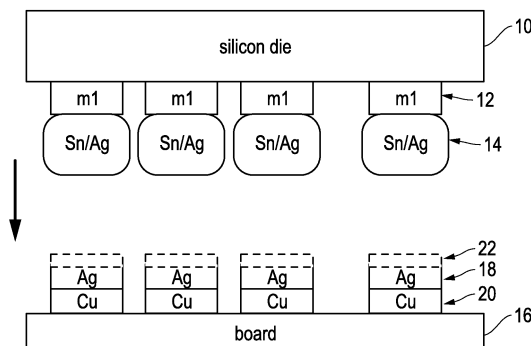 10
silicon die
m1 m1 m1 m1 12
Sn/Ag Sn/Ag Sn/Ag Sn/Ag 14
22
Ag Ag Ag Ag 18
Cu Cu Cu Cu 20
board 16